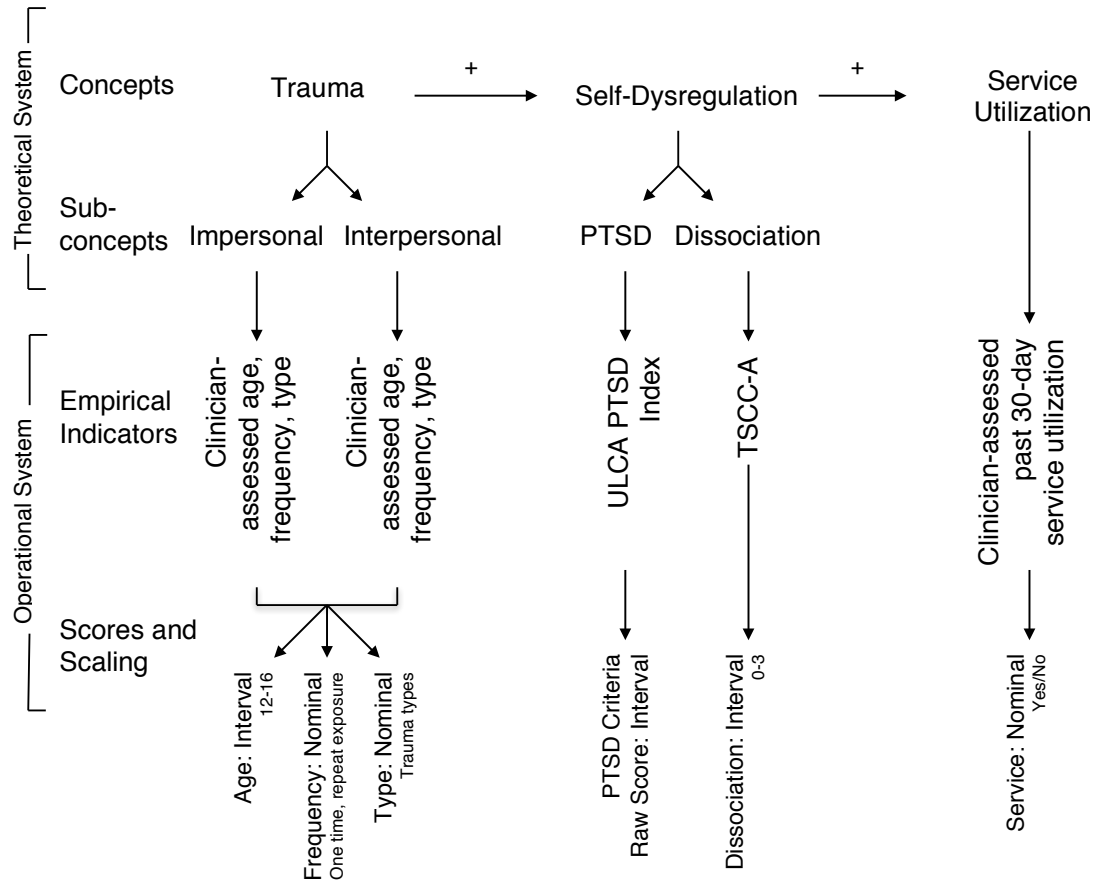 Theoretical System
Concepts
Trauma
+
Self-Dysregulation
+
Service
Utilization
Sub-
concepts
Impersonal
Interpersonal
PTSD
Dissociation
Operational System
Empirical
Indicators
Clinician-
assessed age,
frequency, type
Clinician-
assessed age,
frequency, type
ULCA PTSD
Index
TSCC-A
Clinician-assessed
past 30-day
service utilization
Scores and
Scaling
Age: Interval
12-16
Frequency: Nominal
One time, repeat exposure
Type: Nominal
Trauma types
PTSD Criteria
Raw Score: Interval
Dissociation: Interval
0-3
Service: Nominal
Yes/No